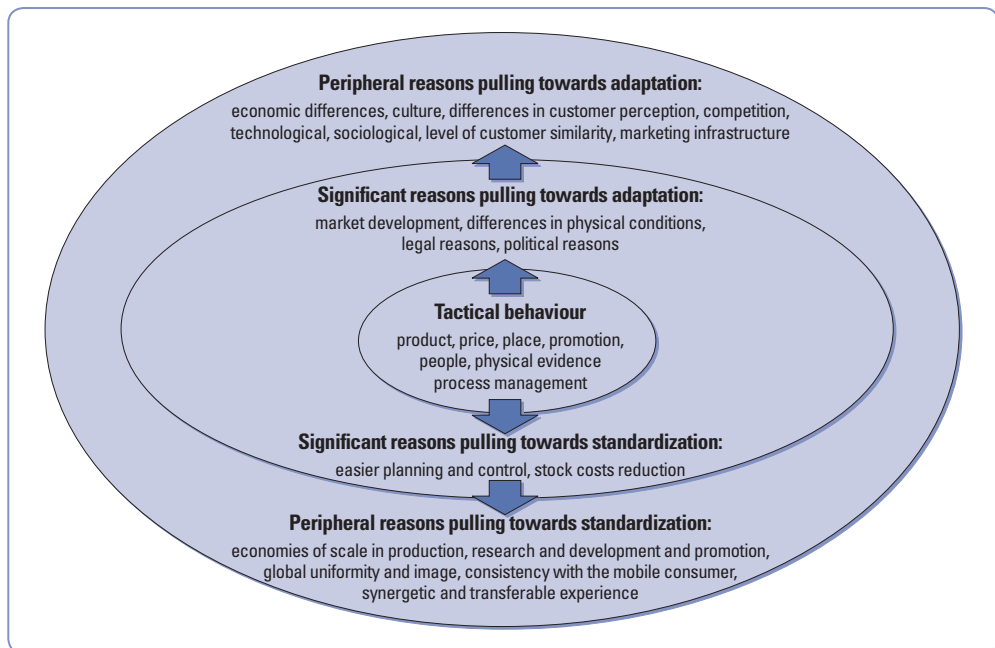 Peripheral reasons pulling towards adaptation:
economic differences, culture, differences in customer perception, competition,
technological, sociological, level of customer similarity, marketing infrastructure
Significant reasons pulling towards adaptation:
market development, differences in physical conditions,
legal reasons, political reasons
Tactical behaviour
product, price, place, promotion,
people, physical evidence
process management
Significant reasons pulling towards standardization:
easier planning and control, stock costs reduction
Peripheral reasons pulling towards standardization:
economies of scale in production, research and development and promotion,
global uniformity and image, consistency with the mobile consumer,
synergetic and transferable experience